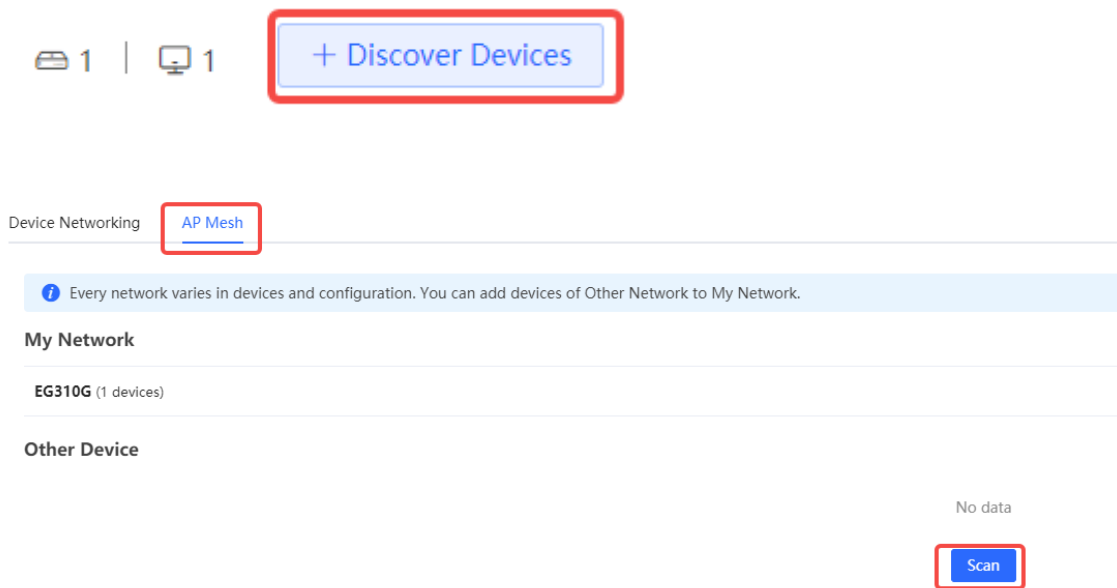 1 | 1 + Discover Devices
Device Networking AP Mesh
i Every network varies in devices and configuration. You can add devices of Other Network to My Network.
My Network
EG310G (1 devices)
Other Device
No data
Scan